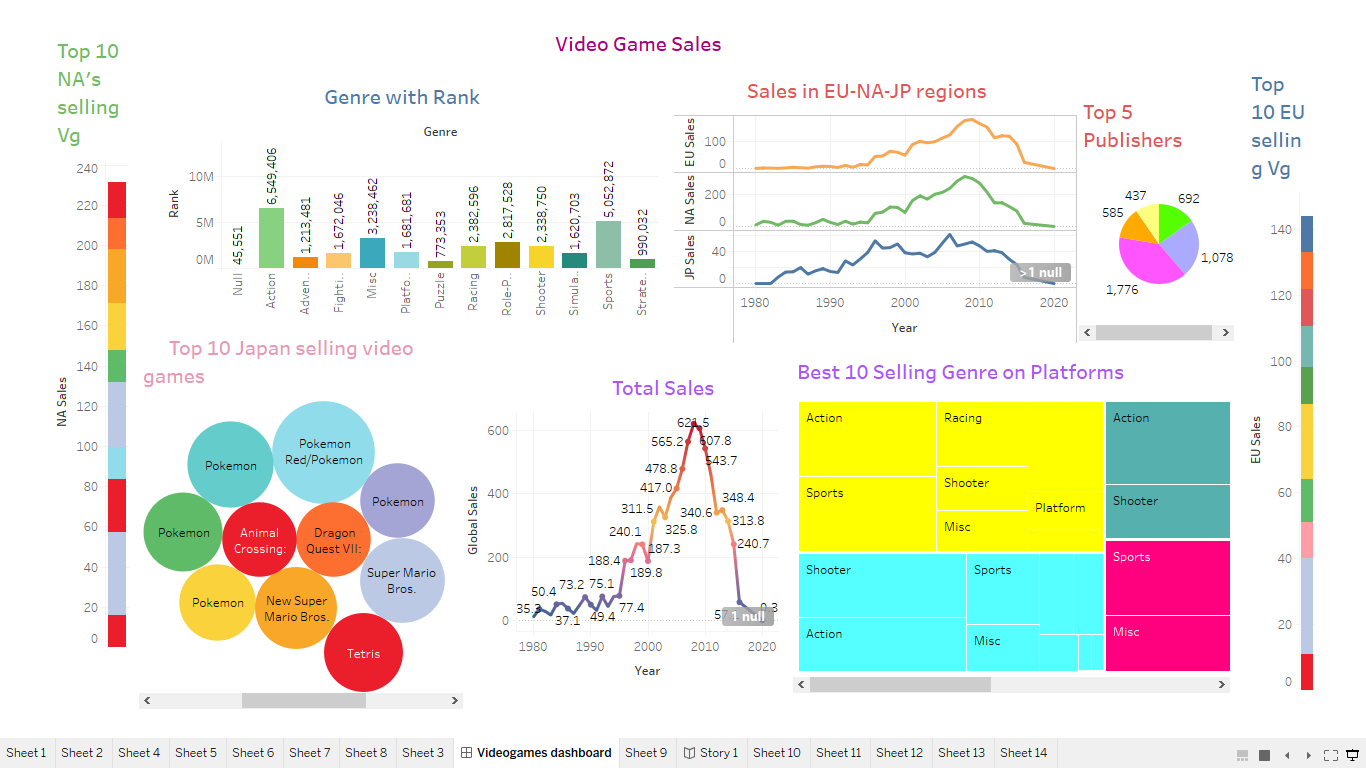 Video Game Sales
Top 10
NA's
selling
Vg
240
220
200
180
160
140
120
100
80
60
40
20
0
NA Sales
Genre with Rank
Genre
Rank
10M
5M
0M
45,551
6,549,406
1,213,481
1,672,046
3,238,462
1,681,681
773,353
2,382,596
2,817,528
2,338,750
1,620,703
5,052,872
990,032
Null
Action
Adven..
Fighti..
Misc
Platfo..
Puzzle
Racing
Role-P..
Shooter
Simula..
Sports
Strate..
Sales in EU-NA-JP regions
EU Sales
100
0
NA Sales
200
0
JP Sales
40
0
>1 null
1980
1990
2000
2010
2020
Year
Top 5
Publishers
437
692
585
1,078
1,776
Top
10 EU
sellin
g Vg
140
120
100
80
60
40
20
0
EU Sales
Top 10 Japan selling video
games
Pokemon
Red/Pokemon
Pokemon
Pokemon
Pokemon
Animal
Crossing:
Dragon
Quest VII:
Super Mario
Bros.
Pokemon
New Super
Mario Bros.
Tetris
Total Sales
Global Sales
600
400
200
0
621.5
565.2
607.8
543.7
478.8
417.0
348.4
311.5
340.6
325.8
313.8
240.1
240.7
188.4
187.3
189.8
73.2
75.1
50.4
35.
77.4
37.1
49.4
0.3
1 null
1980
1990
2000
2010
2020
Year
Best 10 Selling Genre on Platforms
Action
Racing
Action
Shooter
Sports
Shooter
Platform
Misc
Shooter
Sports
Sports
Action
Misc
Misc
Sheet 1
Sheet 2
Sheet 4
Sheet 5
Sheet 6
Sheet 7
Sheet 8
Sheet 3
Videogames dashboard
Sheet 9
Story 1
Sheet 10
Sheet 11
Sheet 12
Sheet 13
Sheet 14